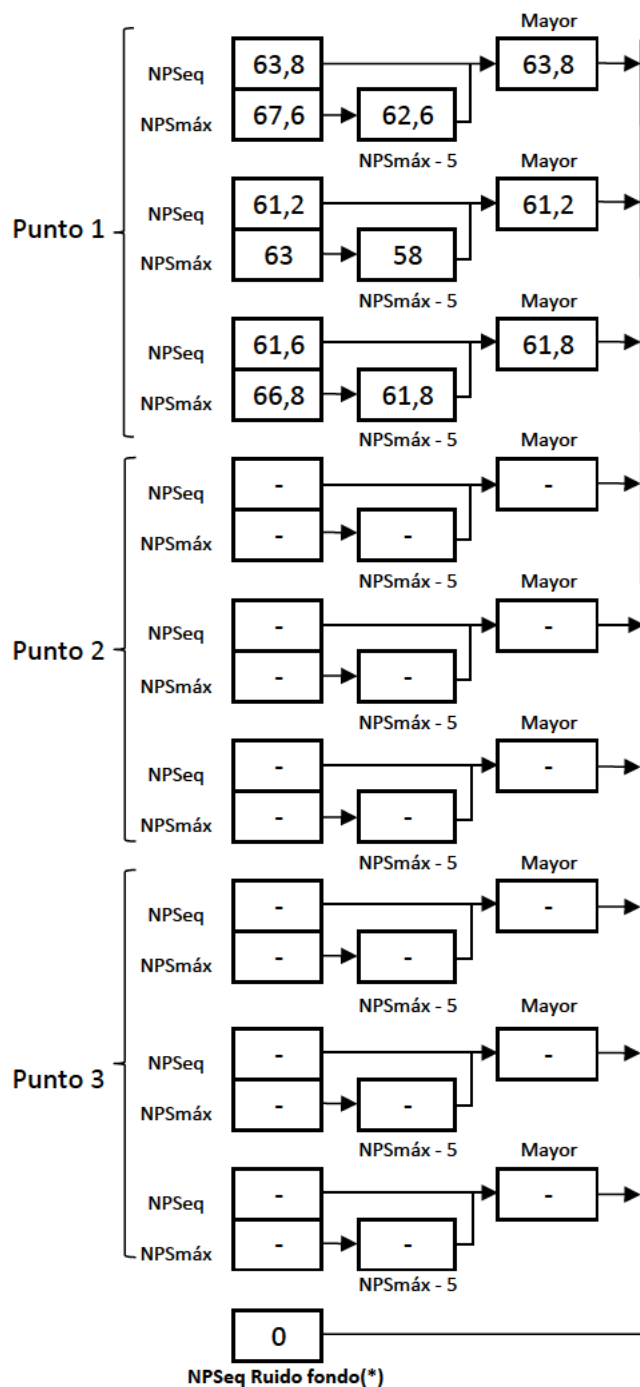 Mayor
NPSeq 63,8 63,8
NPSmáx 67,6 62,6
NPSmáx - 5
Mayor
Punto 1
NPSeq 61,2 61,2
NPSmáx 63 58
NPSmáx - 5
Mayor
NPSeq 61,6 61,8
NPSmáx 66,8 61,8
NPSmáx - 5
Mayor
NPSeq - -
NPSmáx - -
NPSmáx - 5
Mayor
Punto 2
NPSeq - -
NPSmáx - -
NPSmáx - 5
Mayor
NPSeq - -
NPSmáx - -
NPSmáx - 5
Mayor
NPSeq - -
NPSmáx - -
NPSmáx - 5
Mayor
Punto 3
NPSeq - -
NPSmáx - -
NPSmáx - 5
Mayor
NPSeq - -
NPSmáx - -
NPSmáx - 5
0
NPSeq Ruido fondo(*)